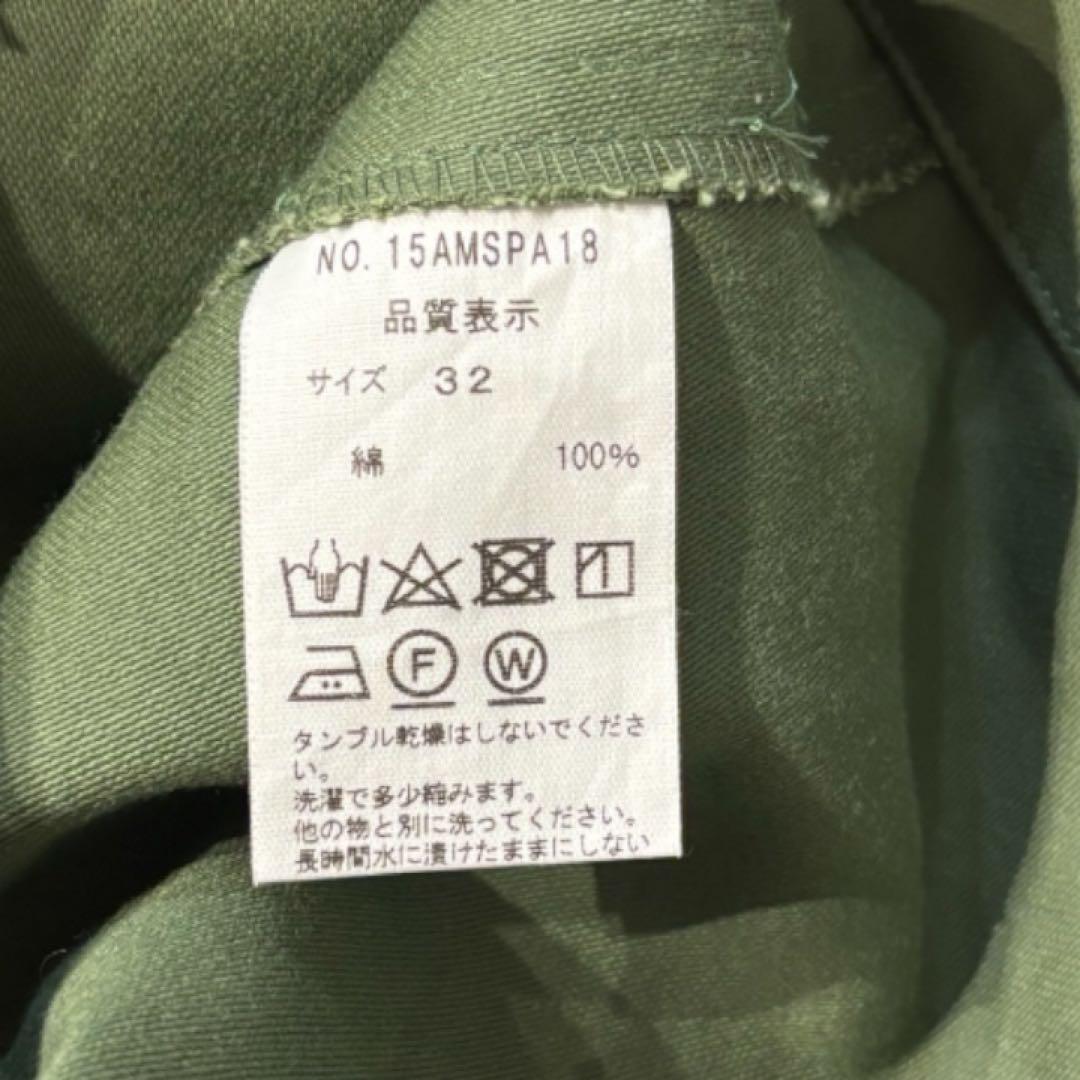 NO. 15AMSPA18
品質表示
サイズ 32
綿 100%
F W
タンブル乾燥はしないでくださ
い。
洗濯で多少縮みます。
他の物と別に洗ってください。
長時間水に漬けたままにしない